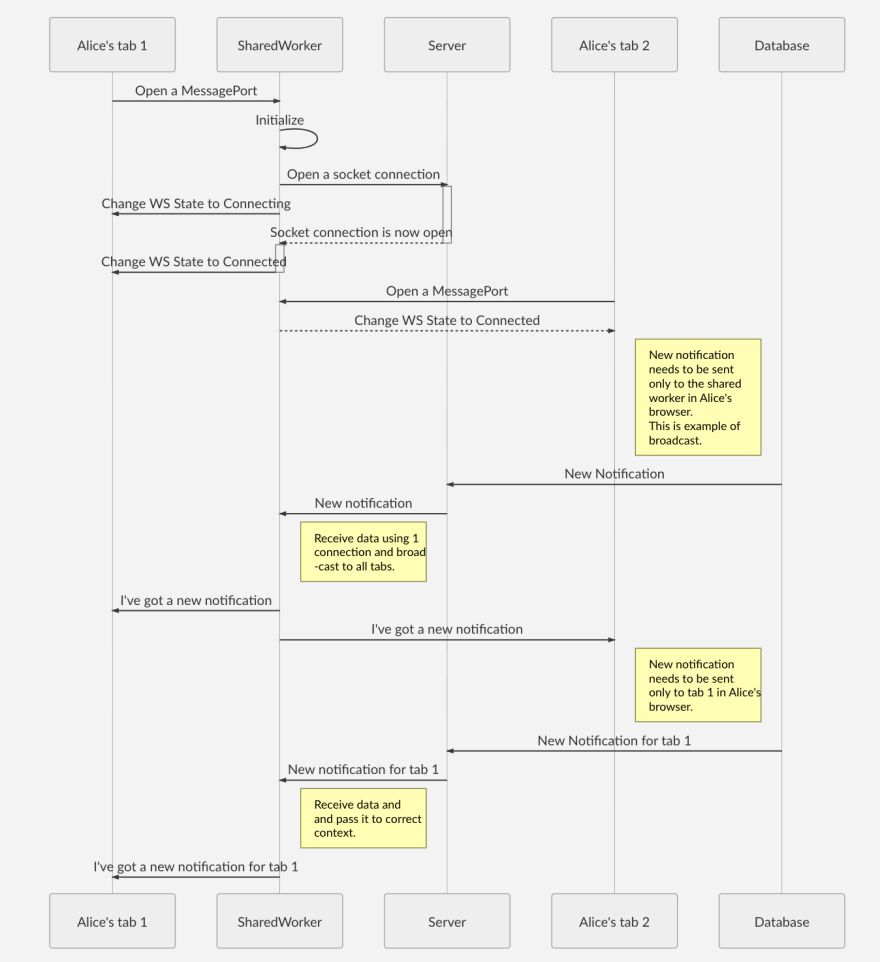 Alice's tab 1
SharedWorker
Server
Alice's tab 2
Database
Open a MessagePort
Initialize
Open a socket connection
Change WS State to Connecting
Socket connection is now open
Change WS State to Connected
Open a MessagePort
Change WS State to Connected
New notification
needs to be sent
only to the shared
worker in Alice's
browser.
This is example of
broadcast.
New Notification
New notification
Receive data using 1
connection and broad
-cast to all tabs.
I've got a new notification
I've got a new notification
New notification
needs to be sent
only to tab 1 in Alice's
browser.
New Notification for tab 1
New notification for tab 1
Receive data and
and pass it to correct
context.
I've got a new notification for tab 1
Alice's tab 1
SharedWorker
Server
Alice's tab 2
Database